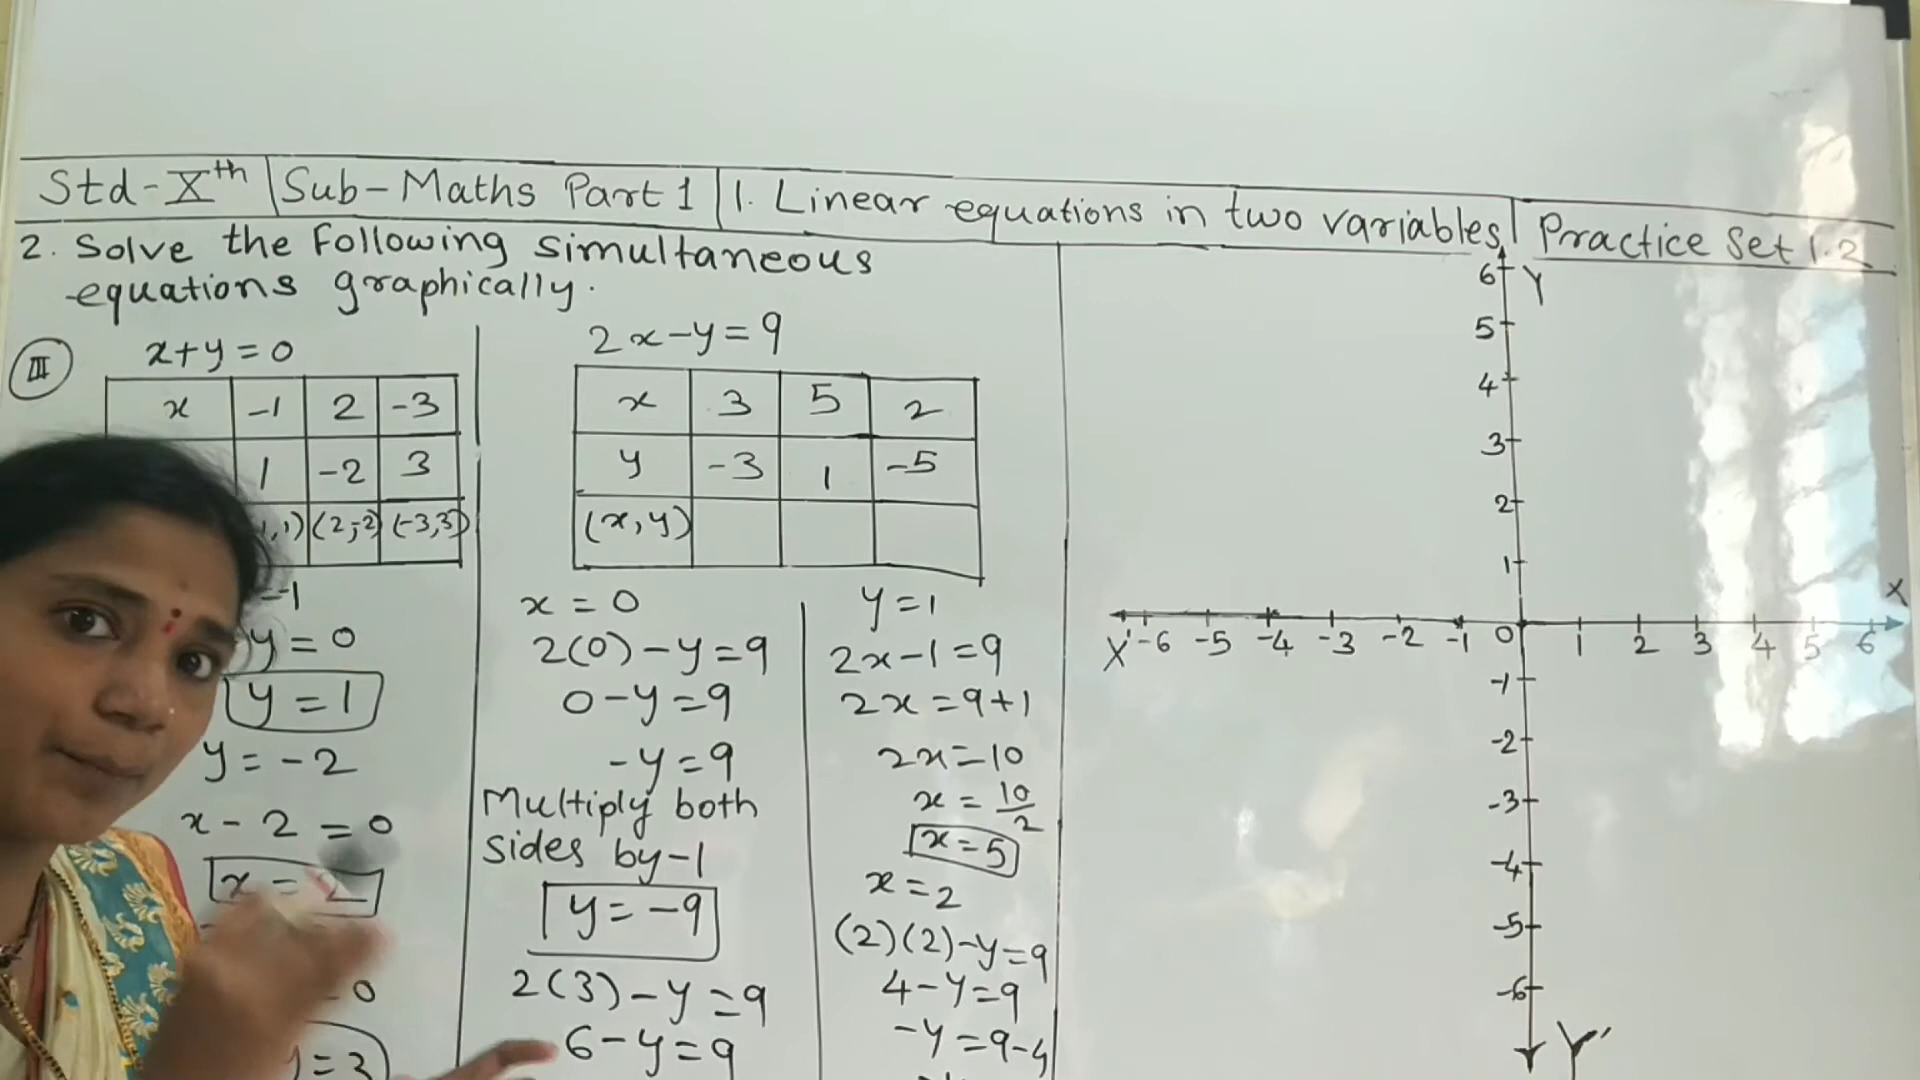 Std-Xth Sub-Maths Part 1 1. Linear equations in two variables Practice Set 1.2
2. Solve the Following simultaneous
equations graphically.
III x+y=0
x -1 2 -3
1 -2 3
,1) (2,-2) (-3,3)
=-1
y=0
y=1
y=-2
x-2=0
x=2
0
=3
2x-y=9
x 3 5 2
y -3 1 -5
(x,y)
x=0
2(0)-y=9
0-y=9
-y=9
Multiply both
sides by-1
y=-9
2(3)-y=9
6-y=9
y=1
2x-1=9
2x=9+1
2x=10
x=10/2
x=5
x=2
(2)(2)-y=9
4-y=9
-y=9-4
Y
6
5
4
3
2
1
X
X' -6 -5 -4 -3 -2 -1 0 1 2 3 4 5 6
-1
-2
-3
-4
-5
-6
Y'